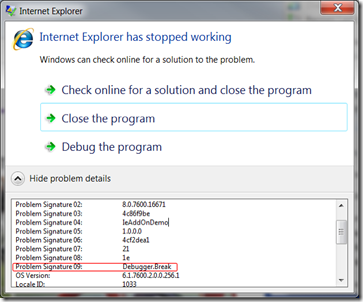 Internet Explorer
Internet Explorer has stopped working
Windows can check online for a solution to the problem.
Check online for a solution and close the program
Close the program
Debug the program
Hide problem details
Problem Signature 02: 8.0.7600.16671
Problem Signature 03: 4c86f9be
Problem Signature 04: IeAddOnDemo
Problem Signature 05: 1.0.0.0
Problem Signature 06: 4cf2dea1
Problem Signature 07: 21
Problem Signature 08: 1e
Problem Signature 09: Debugger.Break
OS Version: 6.1.7600.2.0.0.256.1
Locale ID: 1033